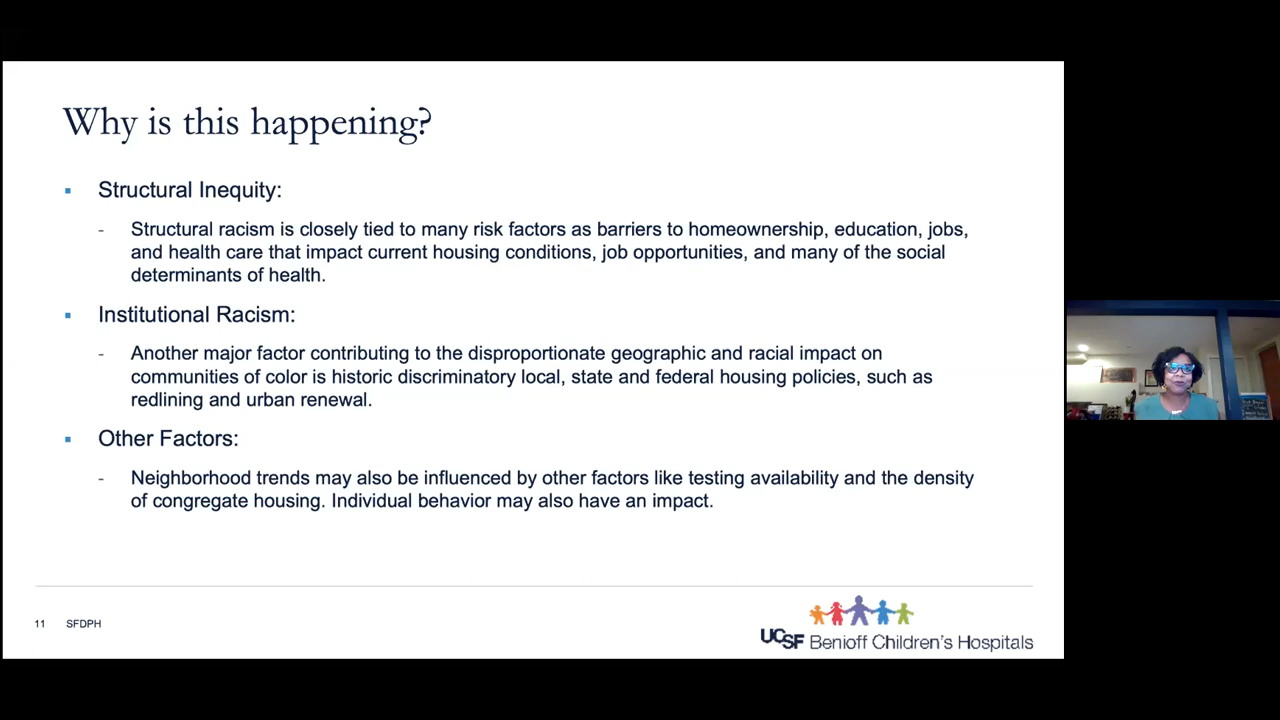 Why is this happening?
Structural Inequity:
- Structural racism is closely tied to many risk factors as barriers to homeownership, education, jobs,
and health care that impact current housing conditions, job opportunities, and many of the social
determinants of health.
Institutional Racism:
- Another major factor contributing to the disproportionate geographic and racial impact on
communities of color is historic discriminatory local, state and federal housing policies, such as
redlining and urban renewal.
Other Factors:
- Neighborhood trends may also be influenced by other factors like testing availability and the density
of congregate housing. Individual behavior may also have an impact.
11 SFDPH
UCSF Benioff Children's Hospitals